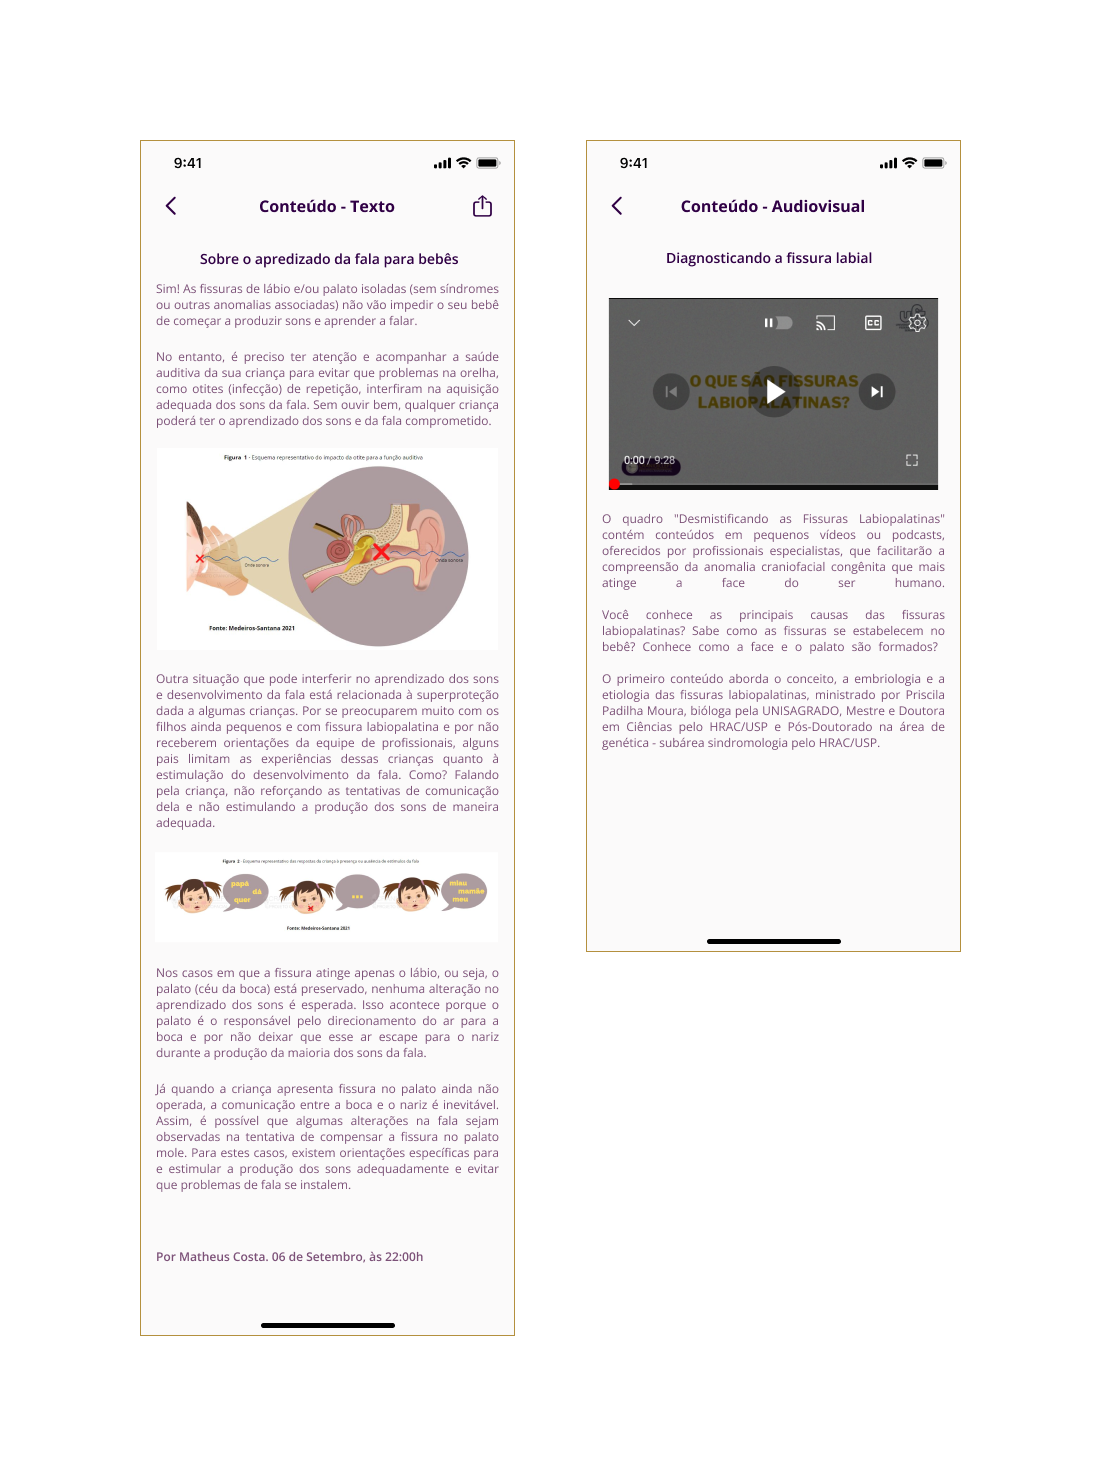 9:41
Conteúdo - Texto
Sobre o apredizado da fala para bebês
Sim! As fissuras de lábio e/ou palato isoladas (sem síndromes
ou outras anomalias associadas) não vão impedir o seu bebê
de começar a produzir sons e aprender a falar.
No entanto, é preciso ter atenção e acompanhar a saúde
auditiva da sua criança para evitar que problemas na orelha,
como otites (infecção) de repetição, interfiram na aquisição
adequada dos sons da fala. Sem ouvir bem, qualquer criança
poderá ter o aprendizado dos sons e da fala comprometido.
Figura 1 - Esquema representativo do impacto da otite para a função auditiva
Onda sonora
Onda sonora
Fonte: Medeiros-Santana 2021
Outra situação que pode interferir no aprendizado dos sons
e desenvolvimento da fala está relacionada à superproteção
dada a algumas crianças. Por se preocuparem muito com os
filhos ainda pequenos e com fissura labiopalatina e por não
receberem orientações da equipe de profissionais, alguns
pais limitam as experiências dessas crianças quanto à
estimulação do desenvolvimento da fala. Como? Falando
pela criança, não reforçando as tentativas de comunicação
dela e não estimulando a produção dos sons de maneira
adequada.
Figura 2 - Esquema representativo das respostas da criança à presença ou ausência de estímulos da fala
papá
dá
quer
...
miau
mamãe
meu
Fonte: Medeiros-Santana 2021
Nos casos em que a fissura atinge apenas o lábio, ou seja, o
palato (céu da boca) está preservado, nenhuma alteração no
aprendizado dos sons é esperada. Isso acontece porque o
palato é o responsável pelo direcionamento do ar para a
boca e por não deixar que esse ar escape para o nariz
durante a produção da maioria dos sons da fala.
Já quando a criança apresenta fissura no palato ainda não
operada, a comunicação entre a boca e o nariz é inevitável.
Assim, é possível que algumas alterações na fala sejam
observadas na tentativa de compensar a fissura no palato
mole. Para estes casos, existem orientações específicas para
e estimular a produção dos sons adequadamente e evitar
que problemas de fala se instalem.
Por Matheus Costa. 06 de Setembro, às 22:00h
9:41
Conteúdo - Audiovisual
Diagnosticando a fissura labial
CC
O QUE SÃO FISSURAS
LABIOPALATINAS?
0:00 / 9:28
O quadro "Desmistificando as Fissuras Labiopalatinas"
contém conteúdos em pequenos vídeos ou podcasts,
oferecidos por profissionais especialistas, que facilitarão a
compreensão da anomalia craniofacial congênita que mais
atinge a face do ser humano.
Você conhece as principais causas das fissuras
labiopalatinas? Sabe como as fissuras se estabelecem no
bebê? Conhece como a face e o palato são formados?
O primeiro conteúdo aborda o conceito, a embriologia e a
etiologia das fissuras labiopalatinas, ministrado por Priscila
Padilha Moura, bióloga pela UNISAGRADO, Mestre e Doutora
em Ciências pelo HRAC/USP e Pós-Doutorado na área de
genética - subárea sindromologia pelo HRAC/USP.